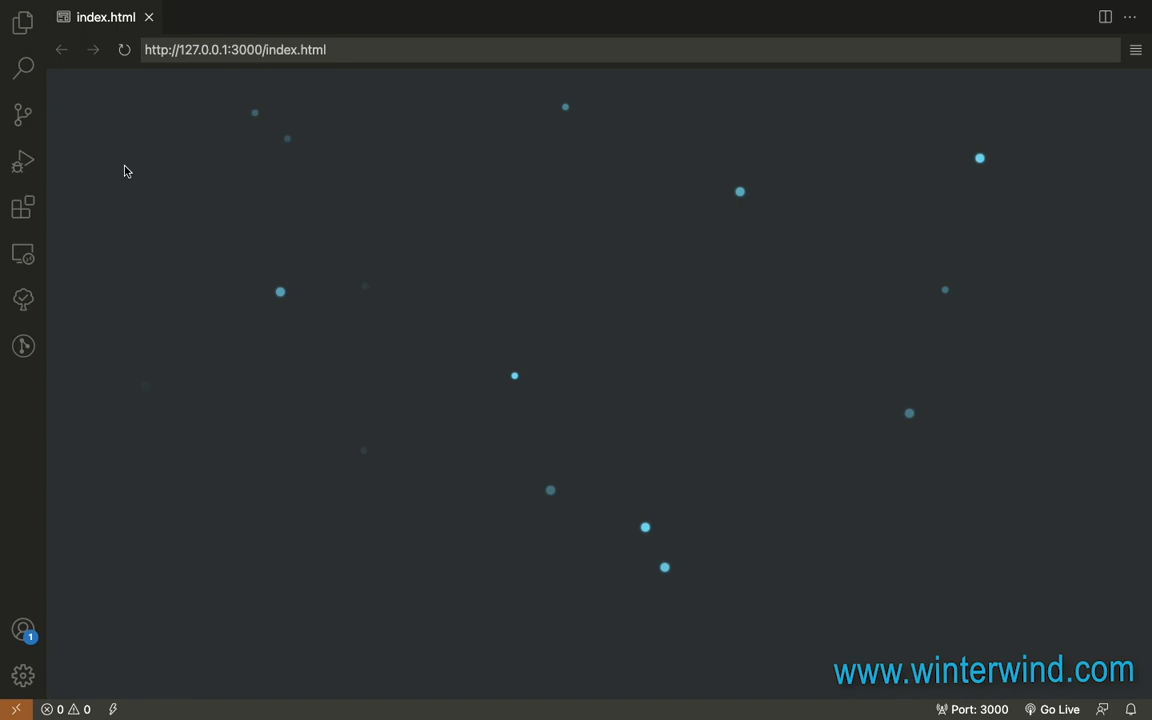 index.html
http://127.0.0.1:3000/index.html
1
www.winterwind.com
0 0
Port: 3000
Go Live